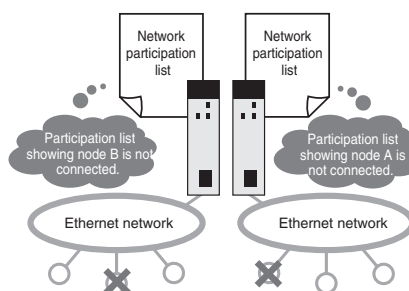 Network
participation
list
Network
participation
list
Participation list
showing node B is not
connected.
Participation list
showing node A is
not connected.
Ethernet network
Ethernet network